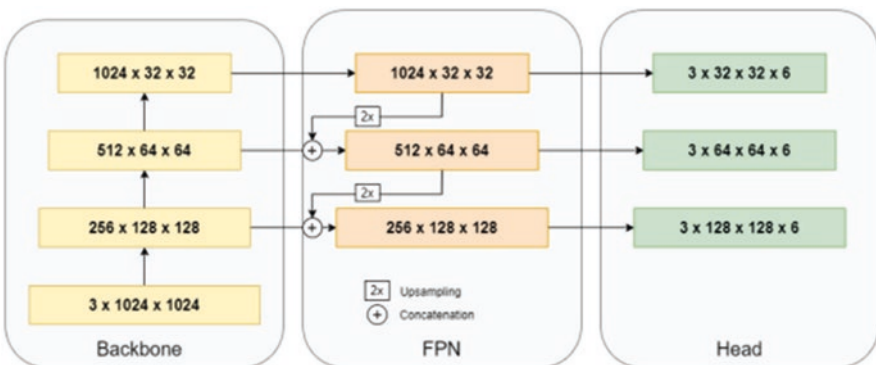 1024 x 32 x 32
512 x 64 x 64
256 x 128 x 128
3 x 1024 x 1024
Backbone
1024 x 32 x 32
2x
+
512 x 64 x 64
2x
+
256 x 128 x 128
2x Upsampling
+ Concatenation
FPN
3 x 32 x 32 x 6
3 x 64 x 64 x 6
3 x 128 x 128 x 6
Head